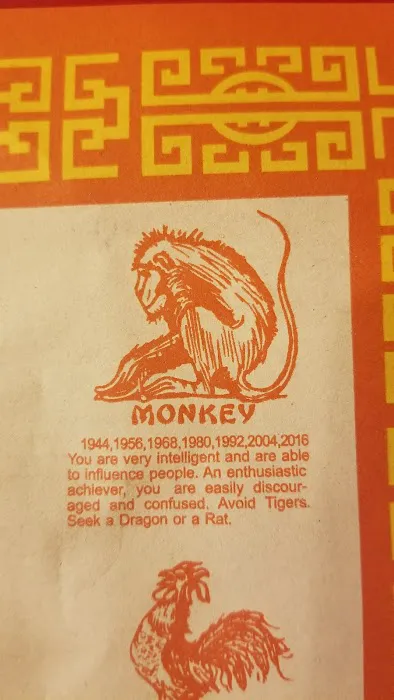 MONKEY
1944,1956,1968,1980,1992,2004,2016
You are very intelligent and are able
to influence people. An enthusiastic
achiever, you are easily discour-
aged and confused. Avoid Tigers.
Seek a Dragon or a Rat.